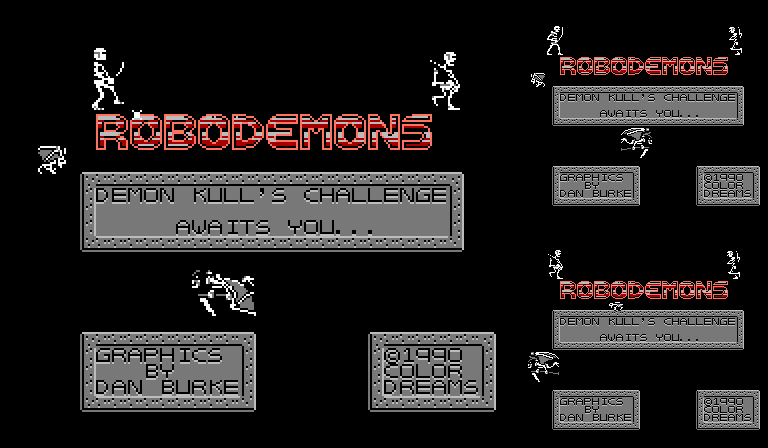 ROBODEMONS
DEMON KULL'S CHALLENGE
AWAITS YOU...
GRAPHICS
BY
DAN BURKE
©1990
COLOR
DREAMS
ROBODEMONS
DEMON KULL'S CHALLENGE
AWAITS YOU...
GRAPHICS
BY
DAN BURKE
©1990
COLOR
DREAMS
ROBODEMONS
DEMON KULL'S CHALLENGE
AWAITS YOU...
GRAPHICS
BY
DAN BURKE
©1990
COLOR
DREAMS